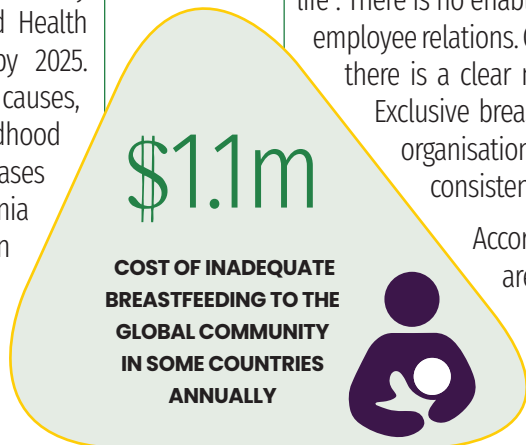 d Health
by 2025.
causes,
dhood
ases
nia
n
life’. There is no enab
employee relations.
there is a clear
Exclusive brea
organisation
consisten
Accor
are
$1.1m
COST OF INADEQUATE
BREASTFEEDING TO THE
GLOBAL COMMUNITY
IN SOME COUNTRIES
ANNUALLY